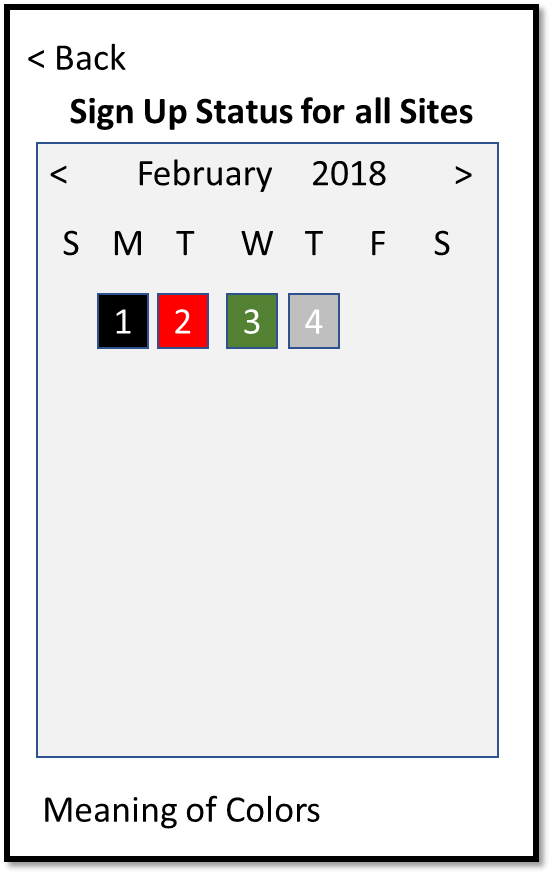 < Back
Sign Up Status for all Sites
< February 2018 >
S M T W T F S
1 2 3 4
Meaning of Colors